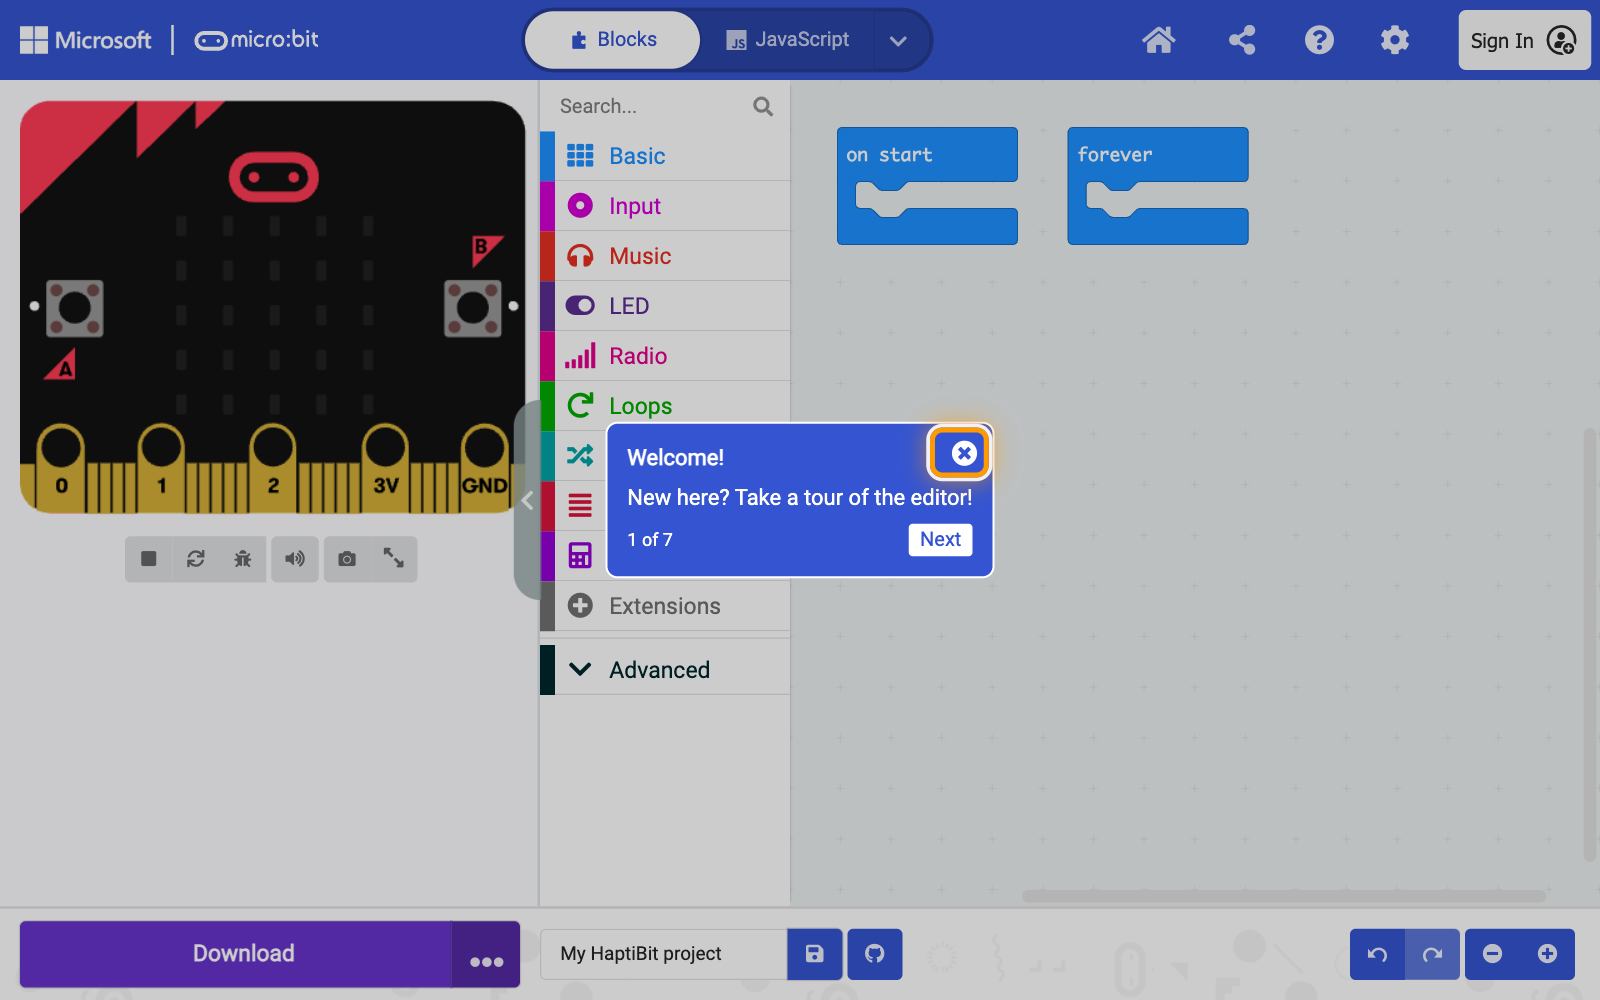 Microsoft
micro:bit
Blocks
JavaScript
JS
Sign In
Search...
Basic
Input
Music
LED
Radio
Loops
Extensions
Advanced
on start
forever
B
A
0
1
2
3V
GND
Welcome!
New here? Take a tour of the editor!
1 of 7
Next
Download
My HaptiBit project